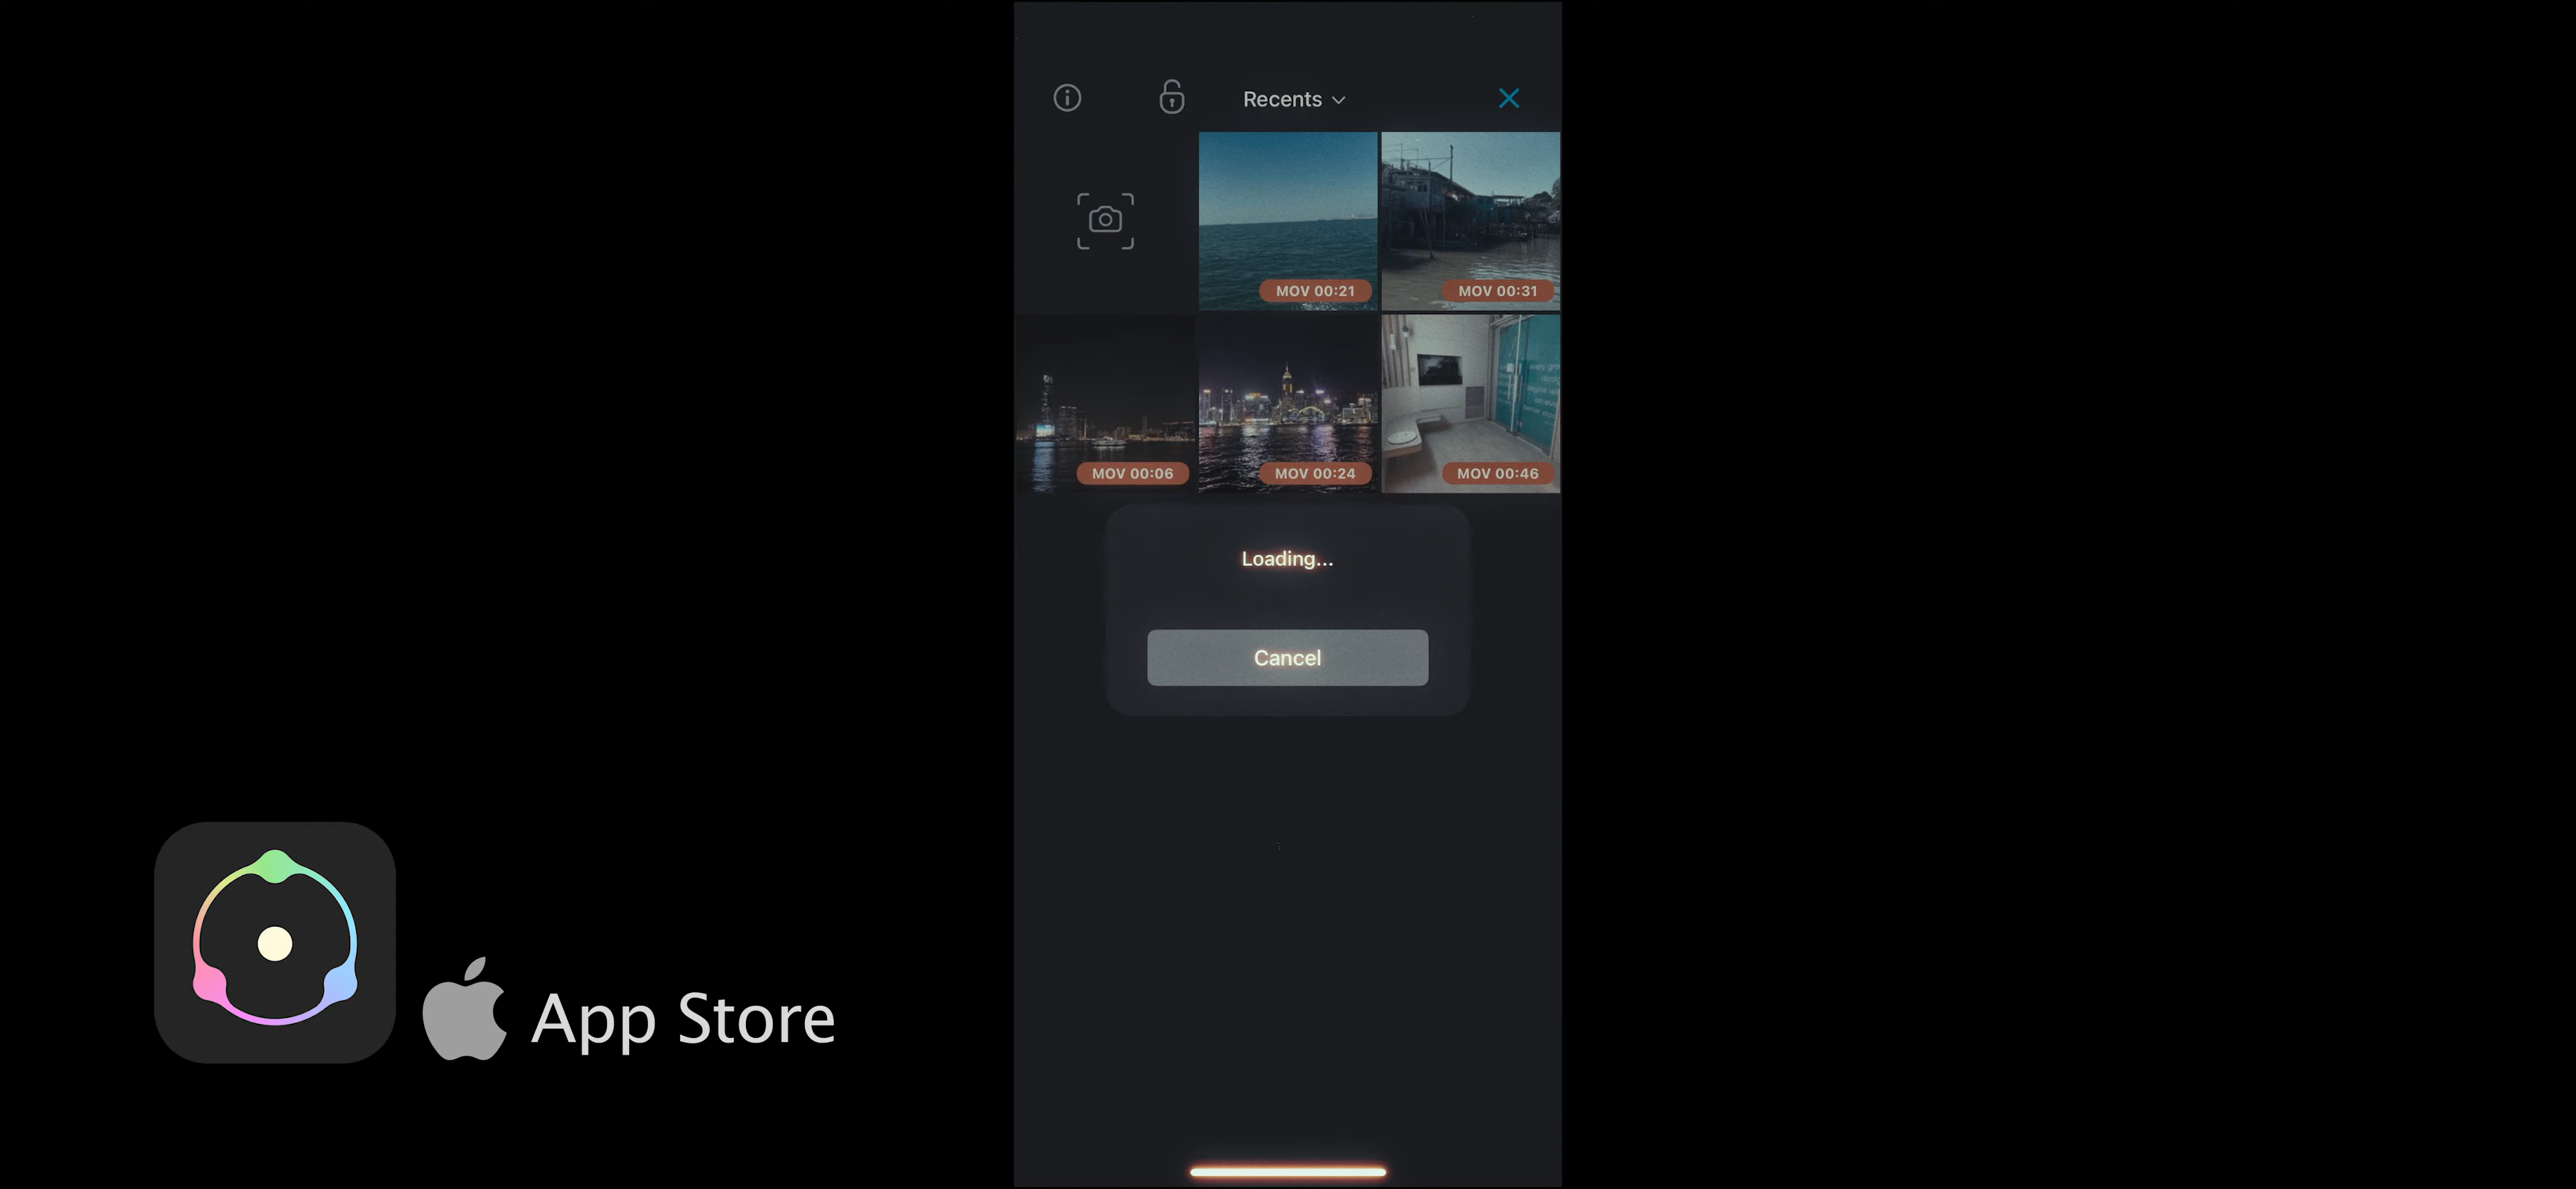 Recents
MOV 00:21
MOV 00:31
MOV 00:06
MOV 00:24
MOV 00:46
Loading...
Cancel
App Store